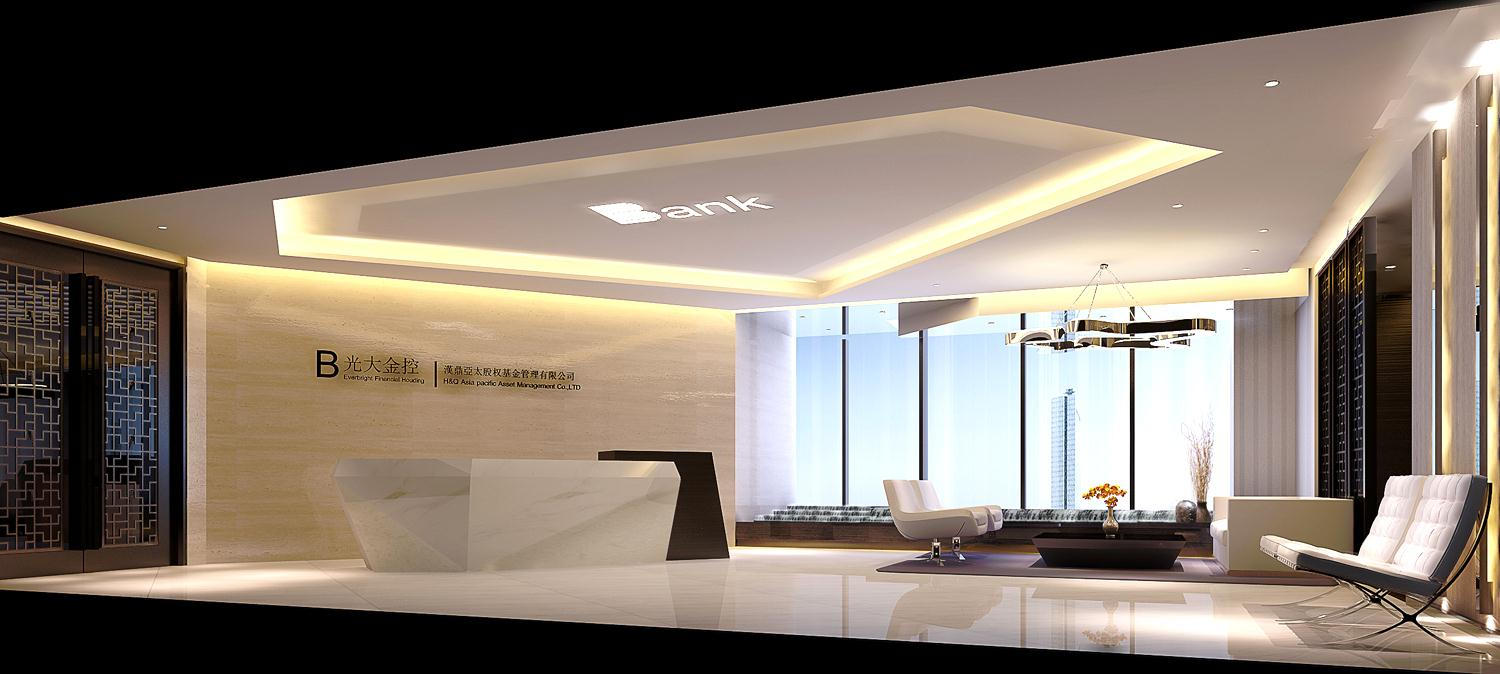 Bank
B 光大金控
Everbright Financial Houding
漢鼎亞太股权基金管理有限公司
H&Q Asia pacific Asset Management Co.,LTD